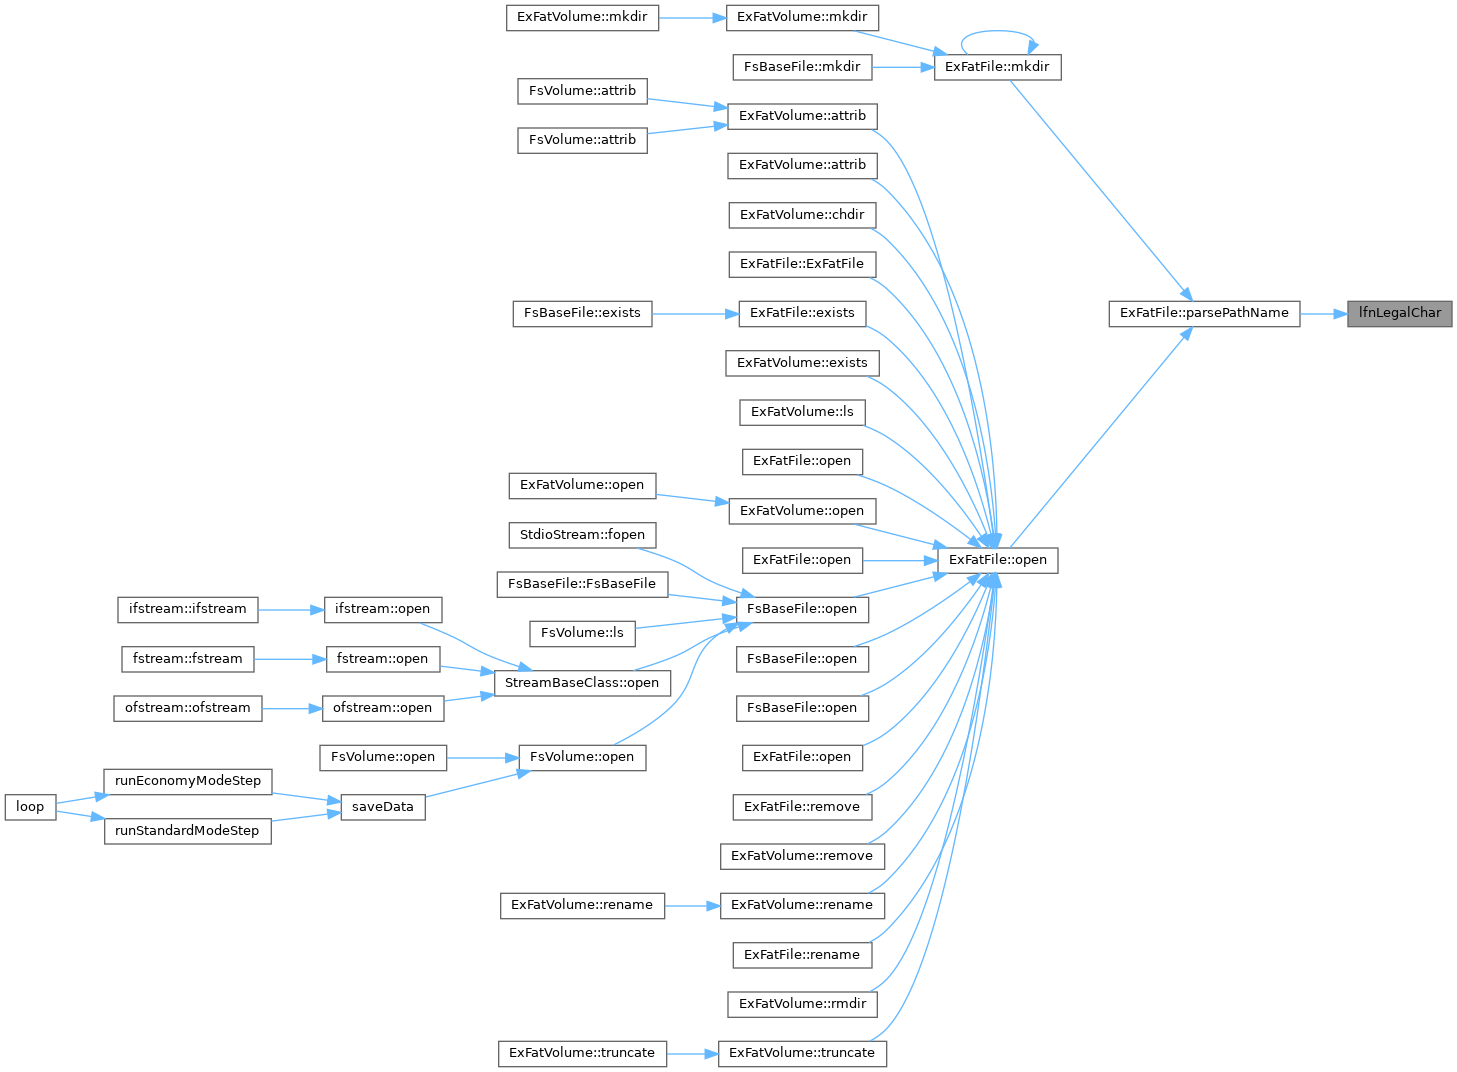 ExFatVolume::mkdir
ExFatVolume::mkdir
FsBaseFile::mkdir
ExFatFile::mkdir
FsVolume::attrib
FsVolume::attrib
ExFatVolume::attrib
ExFatVolume::attrib
ExFatVolume::chdir
ExFatFile::ExFatFile
FsBaseFile::exists
ExFatFile::exists
ExFatFile::parsePathName
lfnLegalChar
ExFatVolume::exists
ExFatVolume::ls
ExFatFile::open
ExFatVolume::open
ExFatVolume::open
StdioStream::fopen
ExFatFile::open
ExFatFile::open
FsBaseFile::FsBaseFile
ifstream::ifstream
ifstream::open
FsBaseFile::open
FsVolume::ls
fstream::fstream
fstream::open
FsBaseFile::open
StreamBaseClass::open
ofstream::ofstream
ofstream::open
FsBaseFile::open
FsVolume::open
FsVolume::open
ExFatFile::open
runEconomyModeStep
loop
saveData
ExFatFile::remove
runStandardModeStep
ExFatVolume::remove
ExFatVolume::rename
ExFatVolume::rename
ExFatFile::rename
ExFatVolume::rmdir
ExFatVolume::truncate
ExFatVolume::truncate